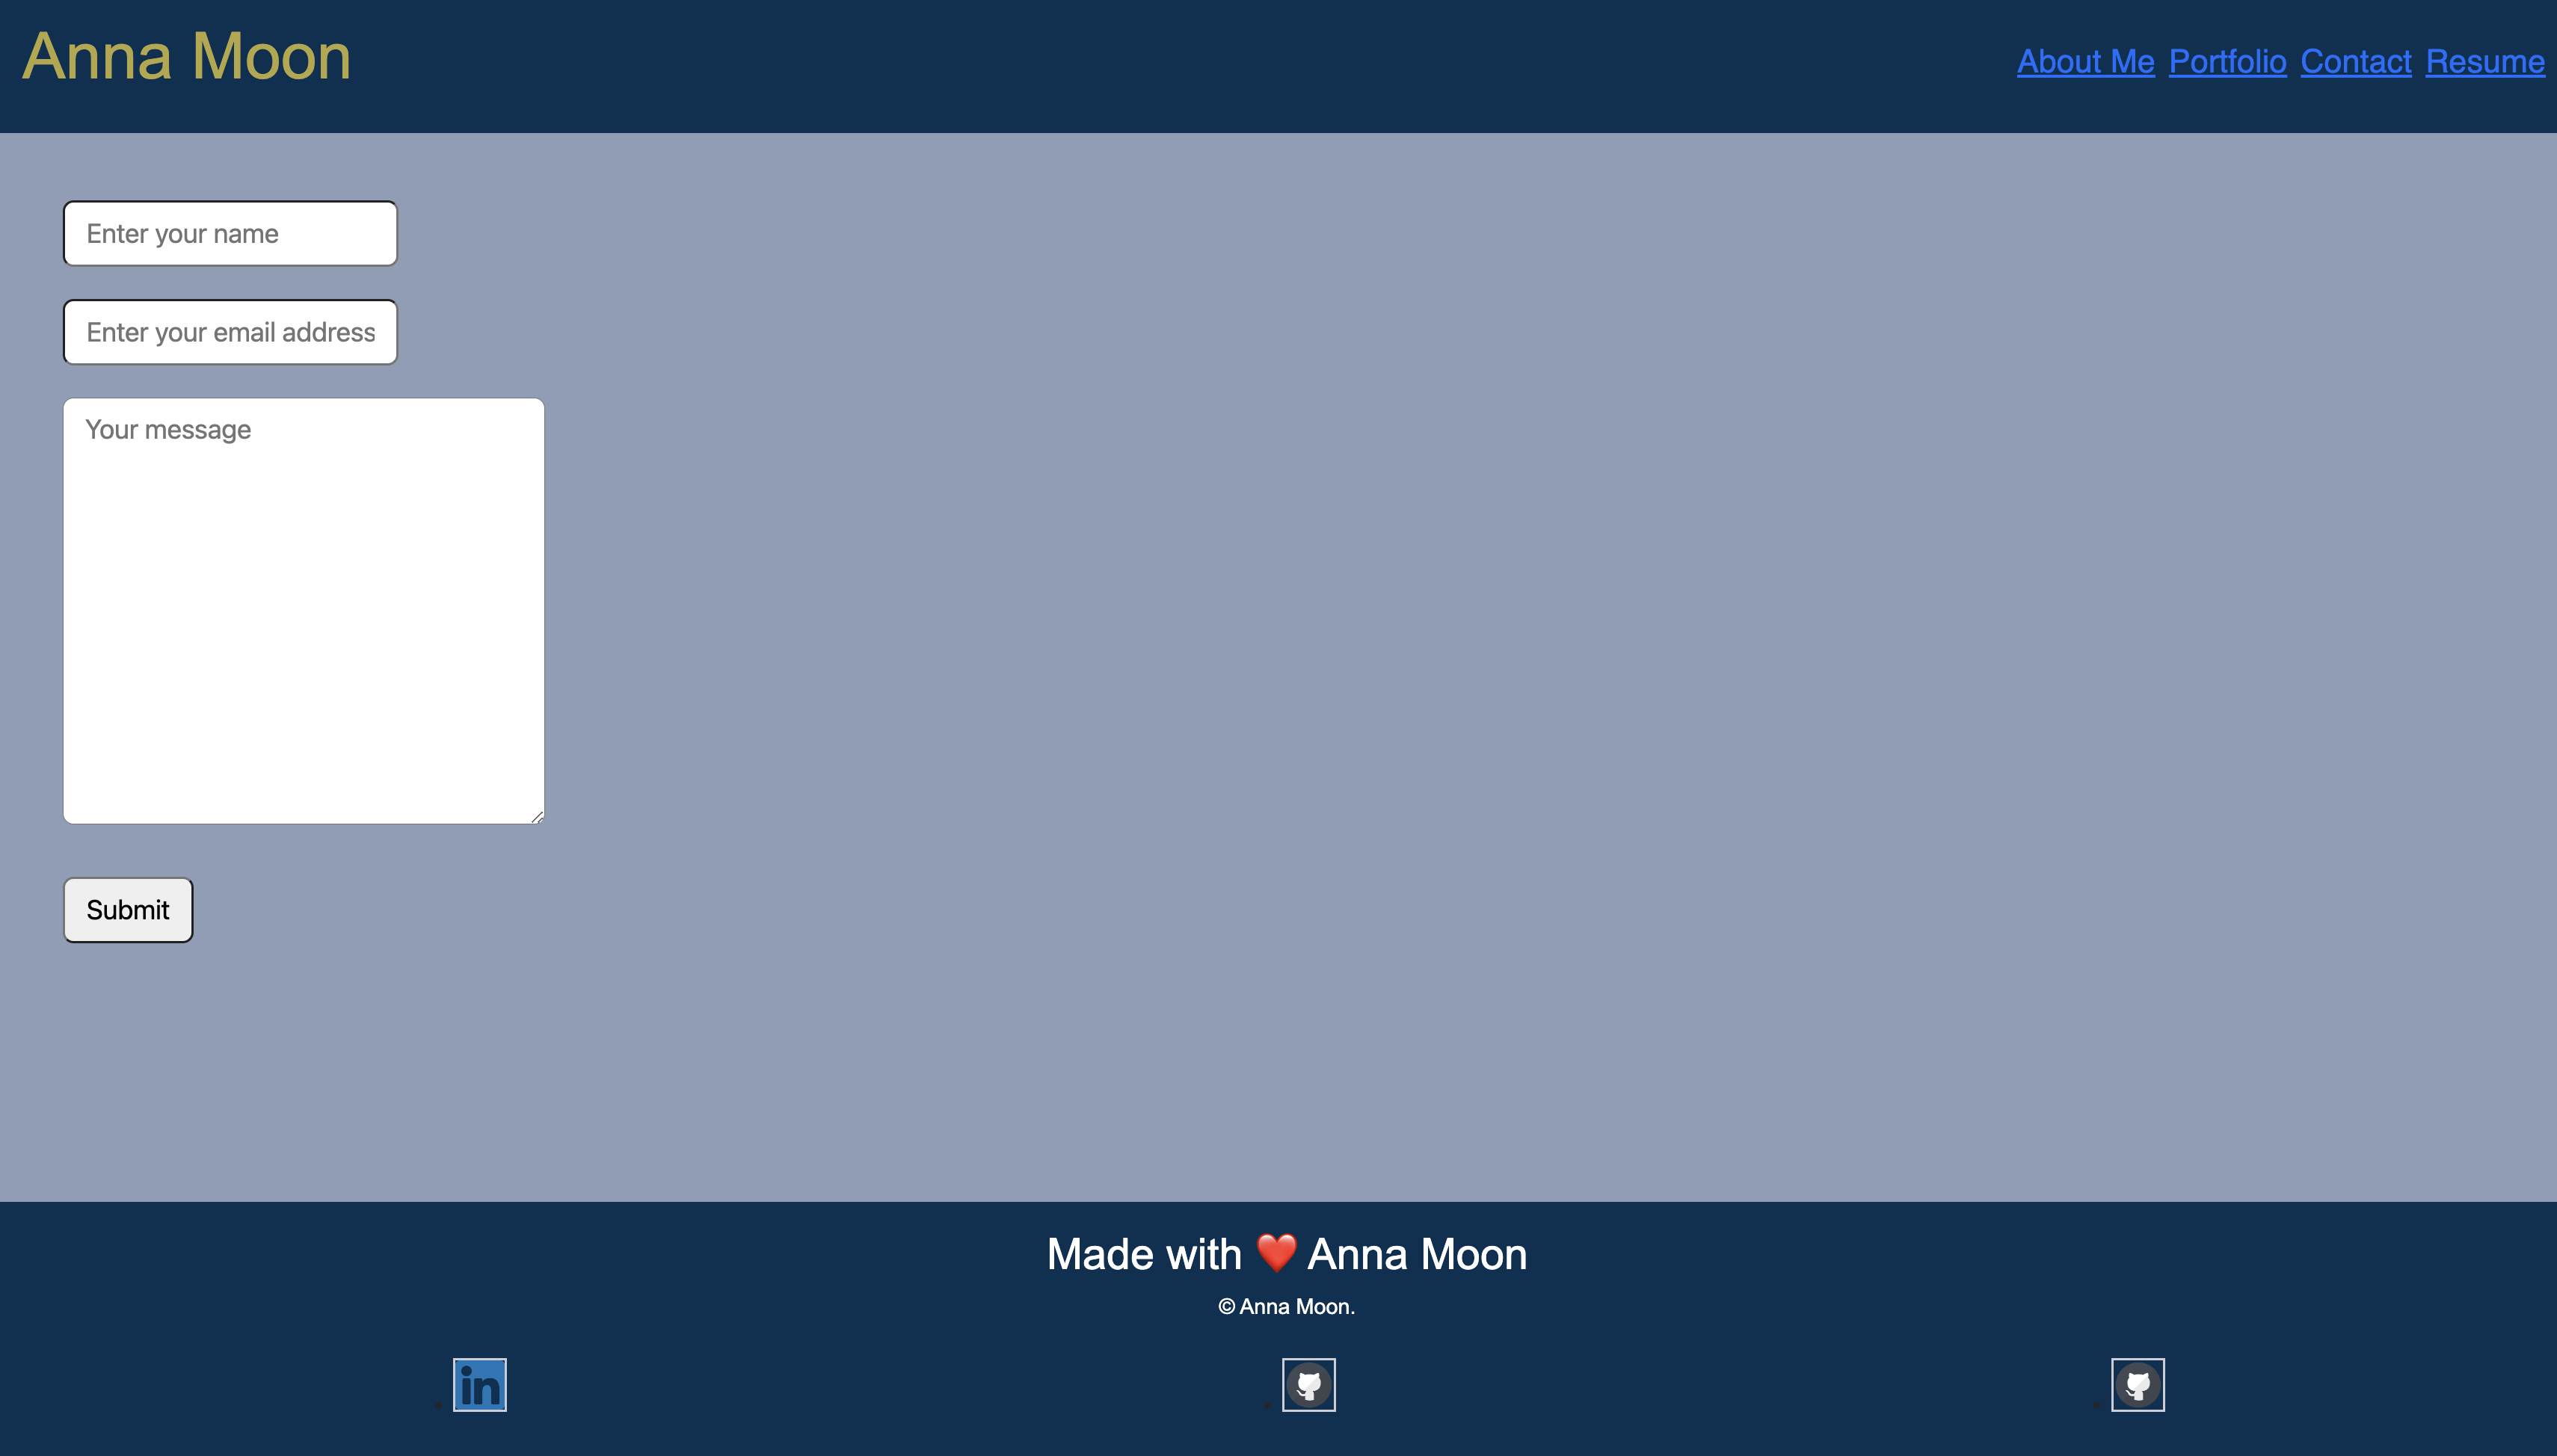 Anna Moon
About Me Portfolio Contact Resume
Enter your name
Enter your email address
Your message
Submit
Made with ❤️ Anna Moon
© Anna Moon.
in